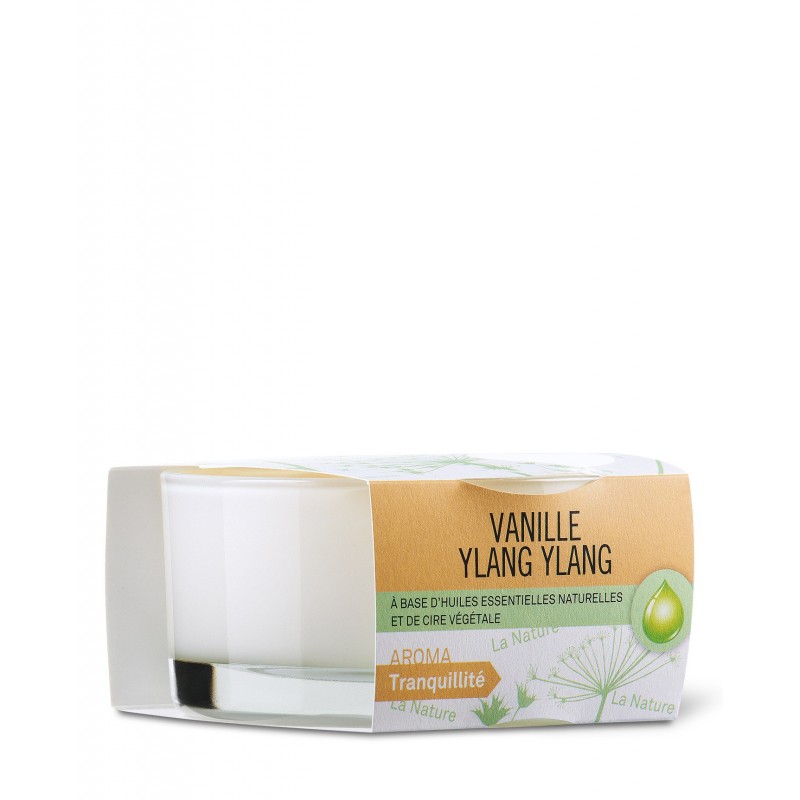 VANILLE
YLANG YLANG
À BASE D'HUILES ESSENTIELLES NATURELLES
ET DE CIRE VÉGÉTALE
La Nature
AROMA
Tranquillité
La Nature
La Nature